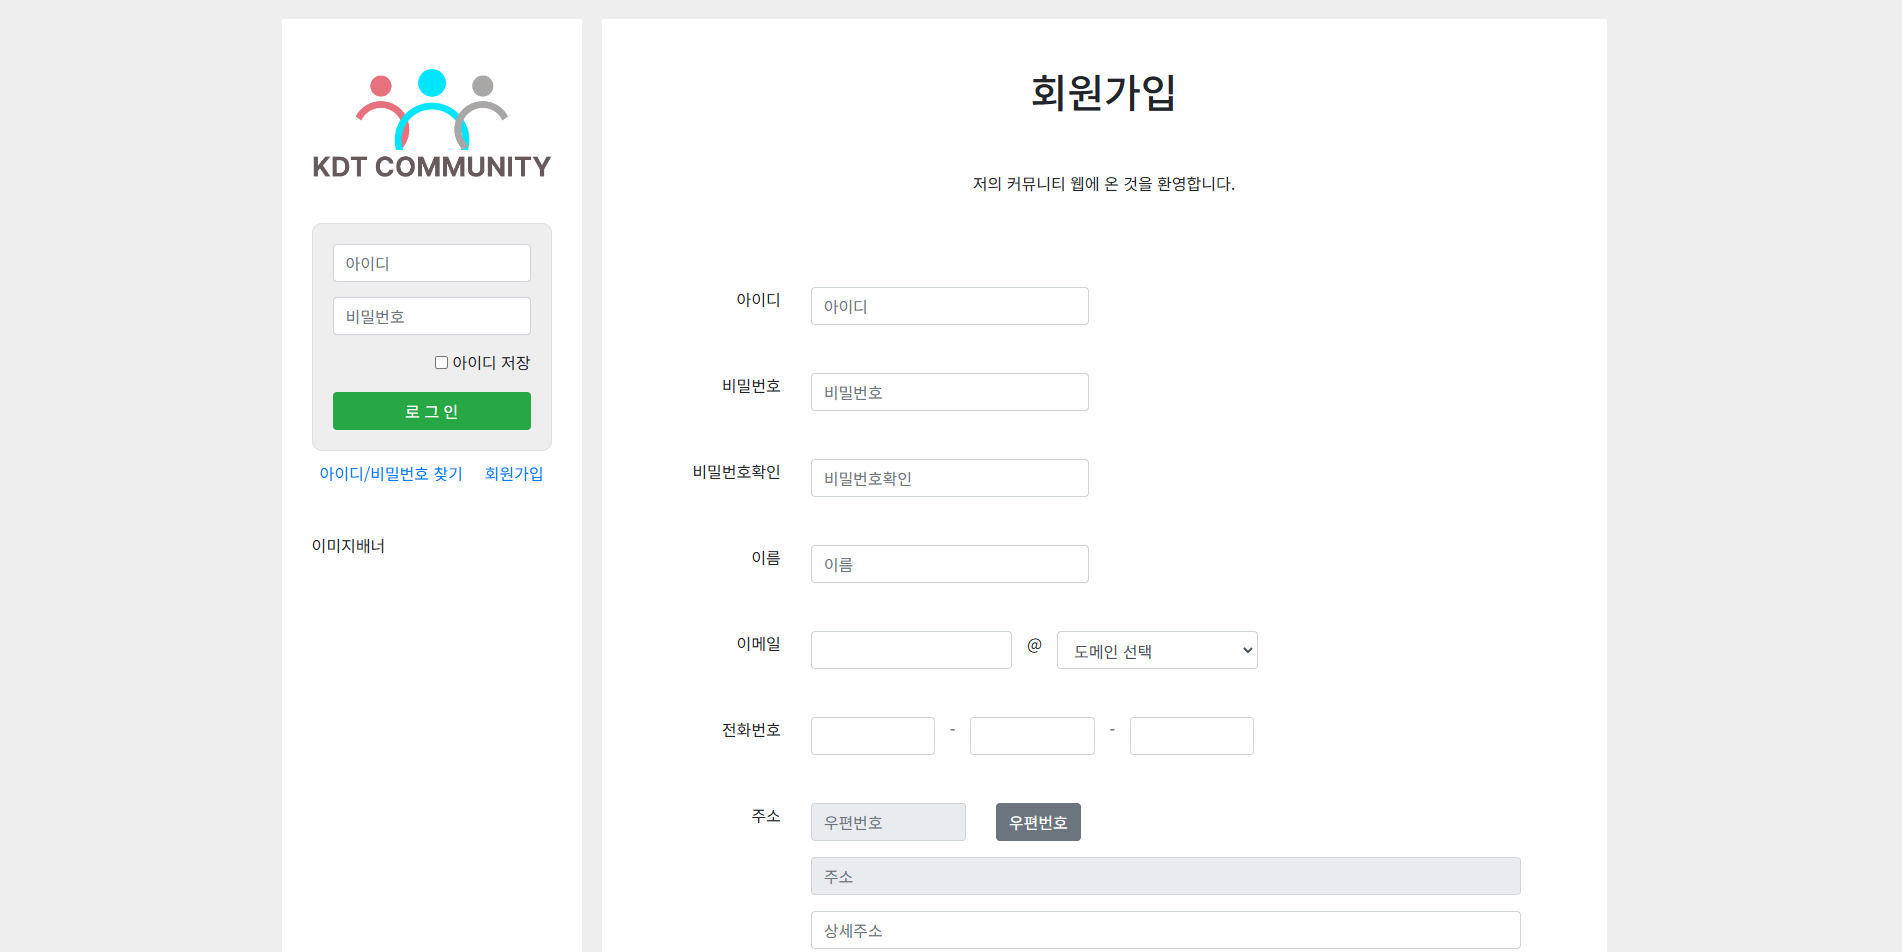 KDT COMMUNITY
아이디
비밀번호
아이디 저장
로 그 인
아이디/비밀번호 찾기 회원가입
이미지배너
회원가입
저의 커뮤니티 웹에 온 것을 환영합니다.
아이디 아이디
비밀번호 비밀번호
비밀번호확인 비밀번호확인
이름 이름
이메일 @ 도메인 선택
전화번호 - -
주소 우편번호 우편번호
주소
상세주소